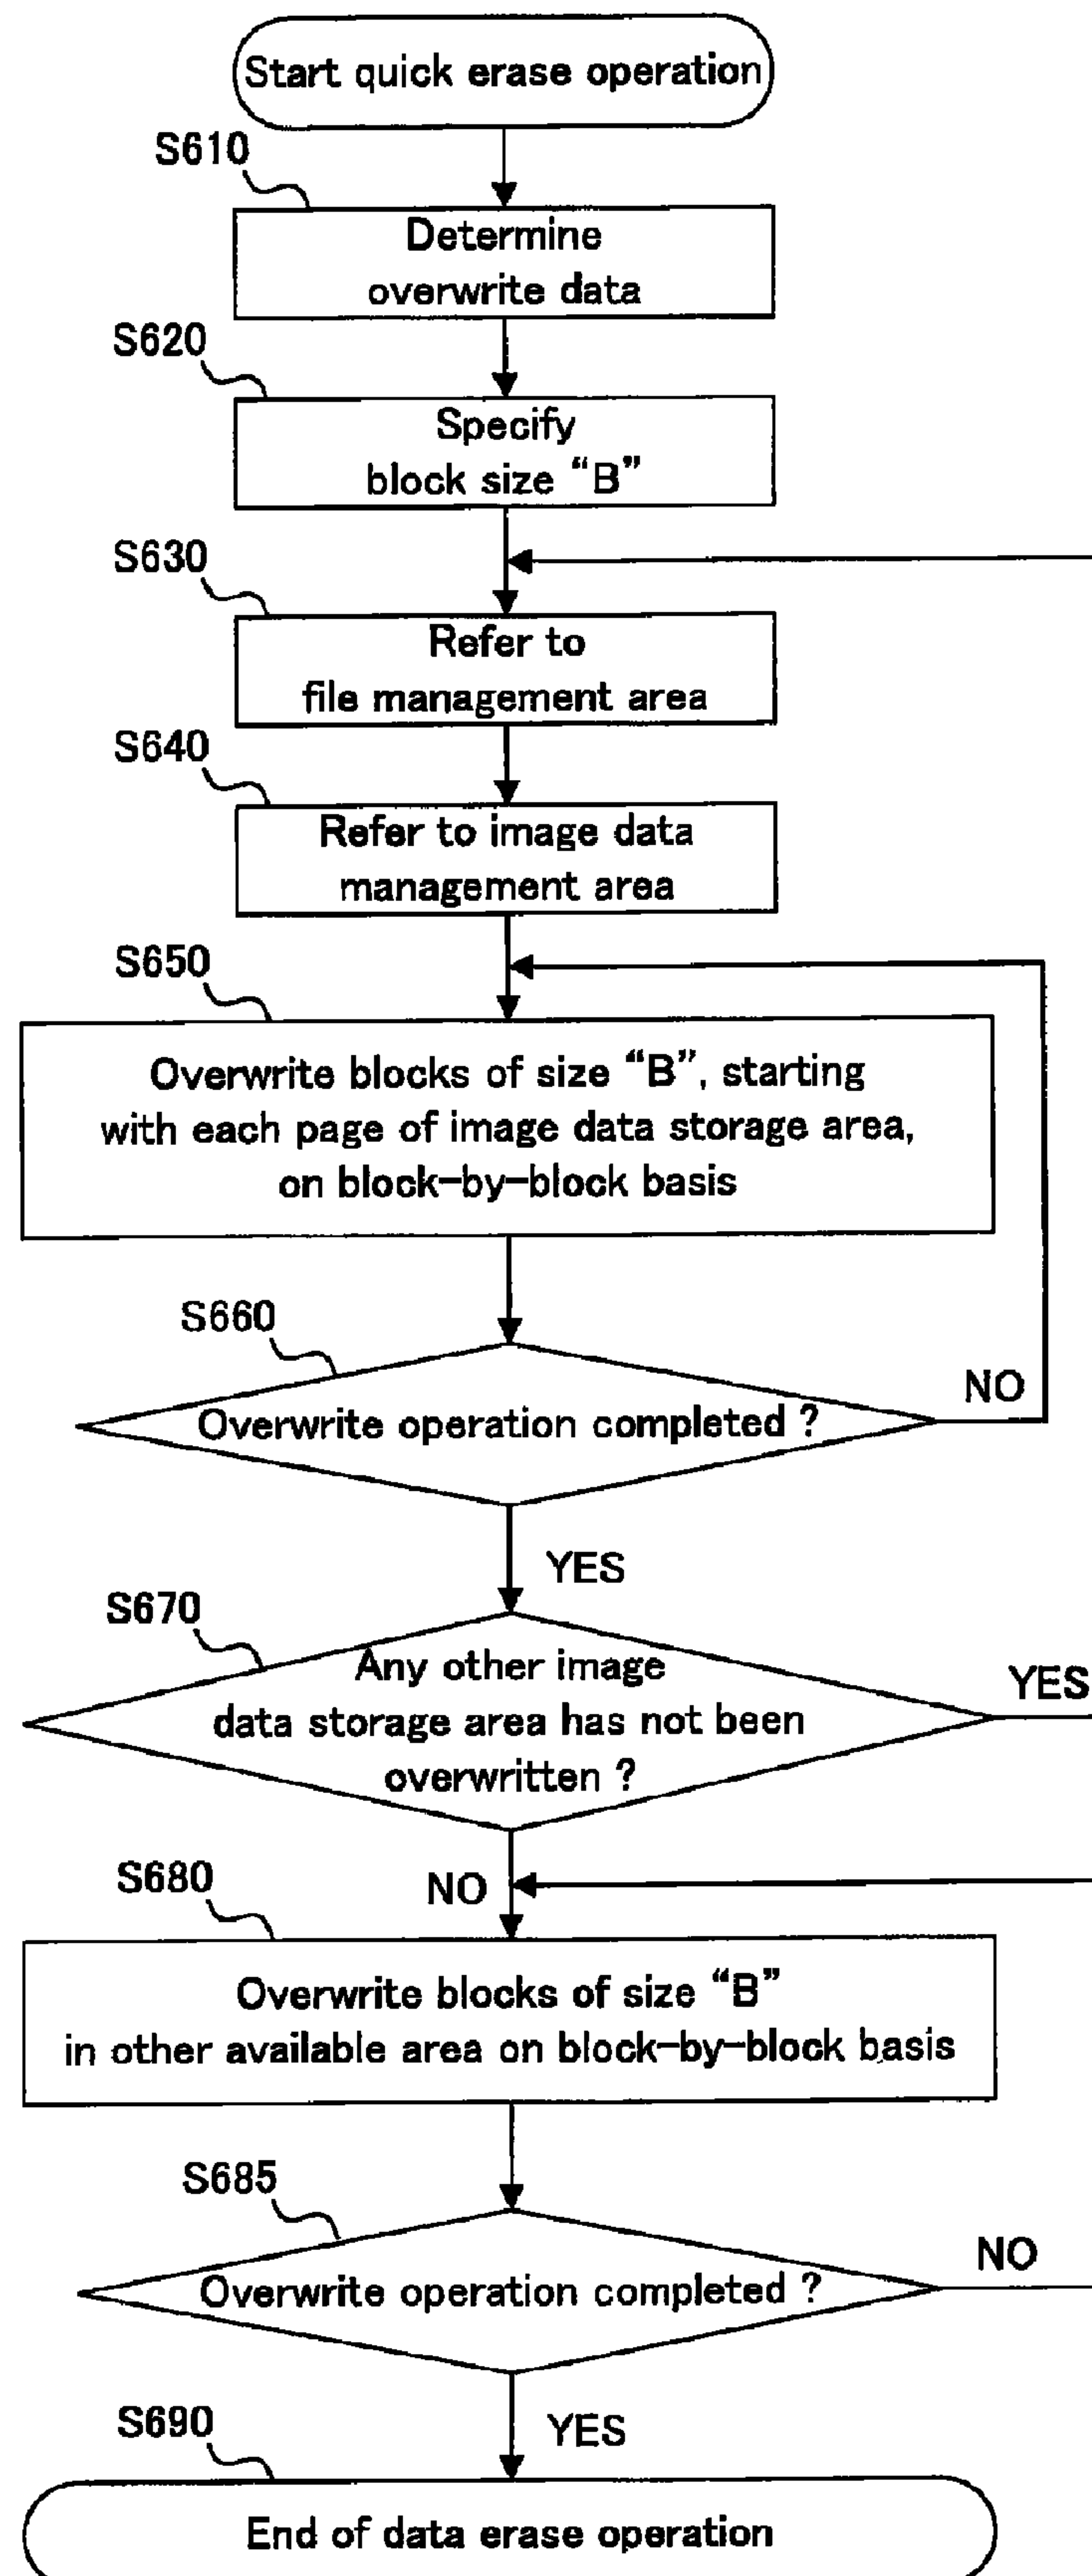 Start quick erase operation
S610
Determine
overwrite data
S620
Specify
block size “B”
S630
Refer to
file management area
S640
Refer to image data
management area
S650
Overwrite blocks of size “B”, starting
with each page of image data storage area,
on block-by-block basis
S660
Overwrite operation completed ?
NO
YES
S670
Any other image
data storage area has not been
overwritten ?
YES
NO
S680
Overwrite blocks of size “B”
in other available area on block-by-block basis
S685
Overwrite operation completed ?
NO
YES
S690
End of data erase operation